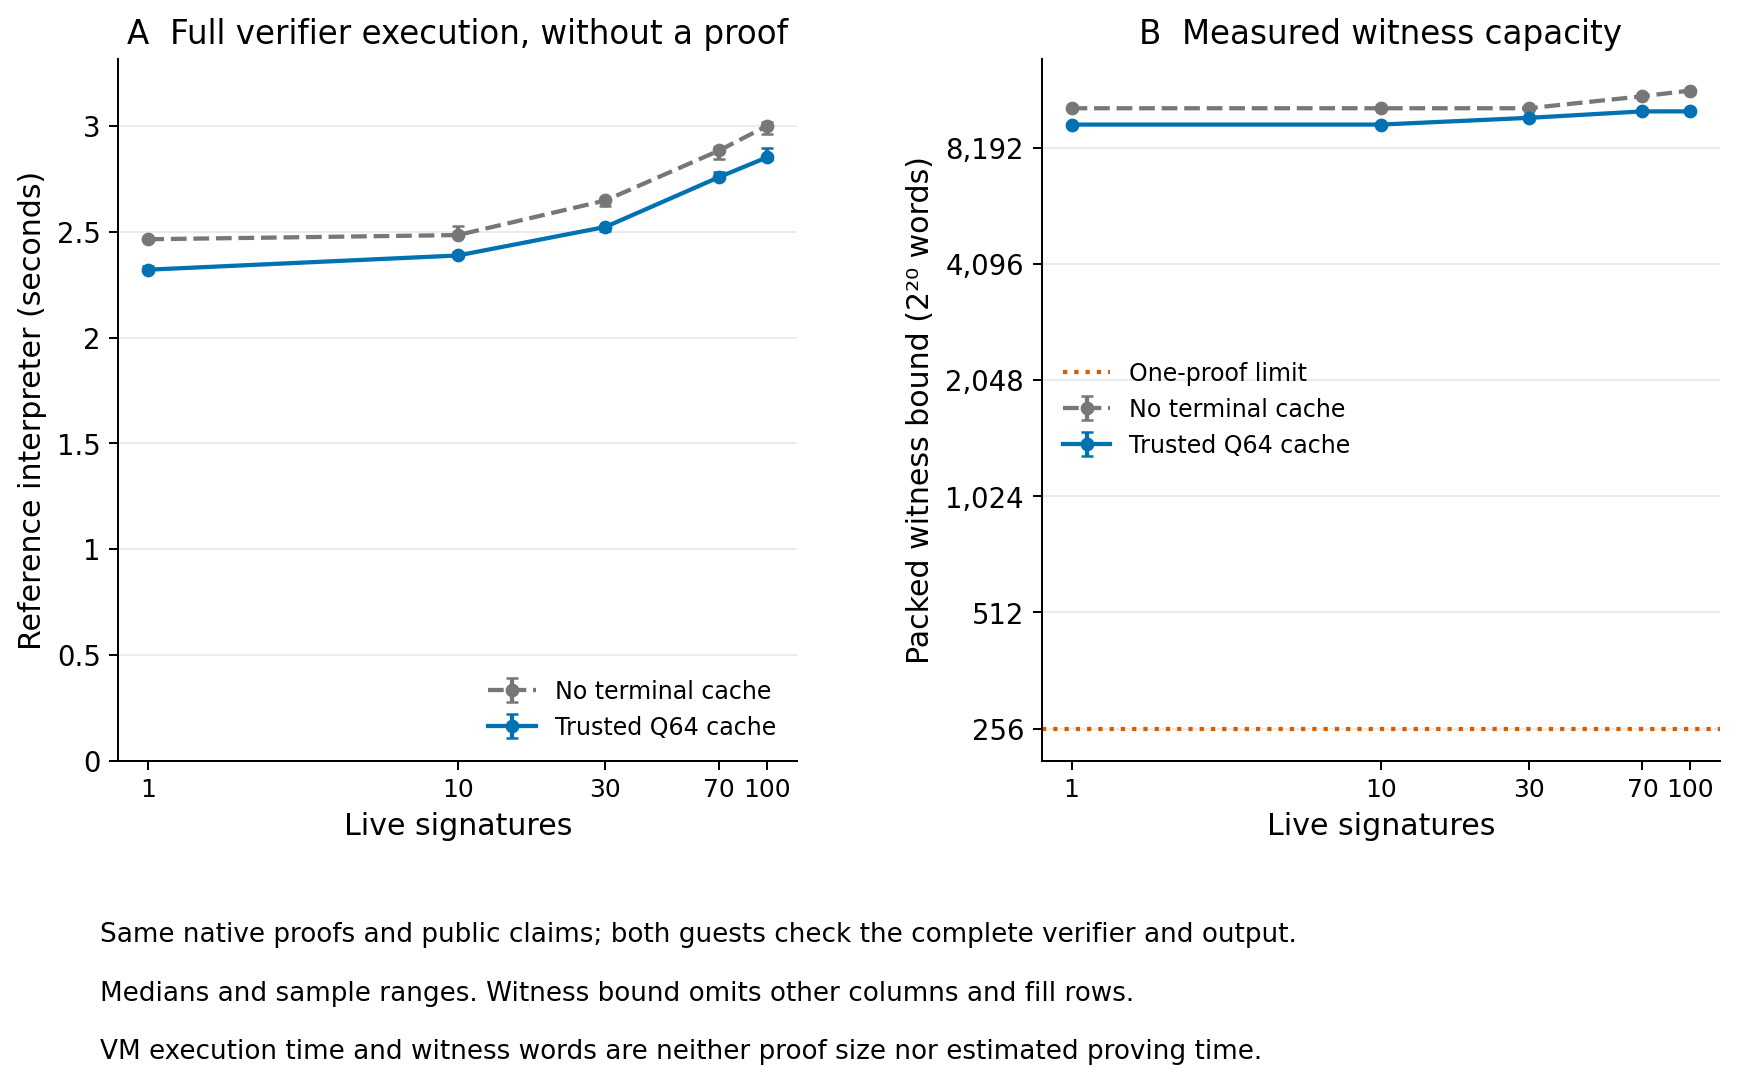 A  Full verifier execution, without a proof
Reference interpreter (seconds)
3
2.5
2
1.5
1
0.5
0
No terminal cache
Trusted Q64 cache
1 10 30 70 100
Live signatures
B  Measured witness capacity
Packed witness bound (2²⁰ words)
8,192
4,096
2,048
1,024
512
256
One-proof limit
No terminal cache
Trusted Q64 cache
1 10 30 70 100
Live signatures
Same native proofs and public claims; both guests check the complete verifier and output.
Medians and sample ranges. Witness bound omits other columns and fill rows.
VM execution time and witness words are neither proof size nor estimated proving time.